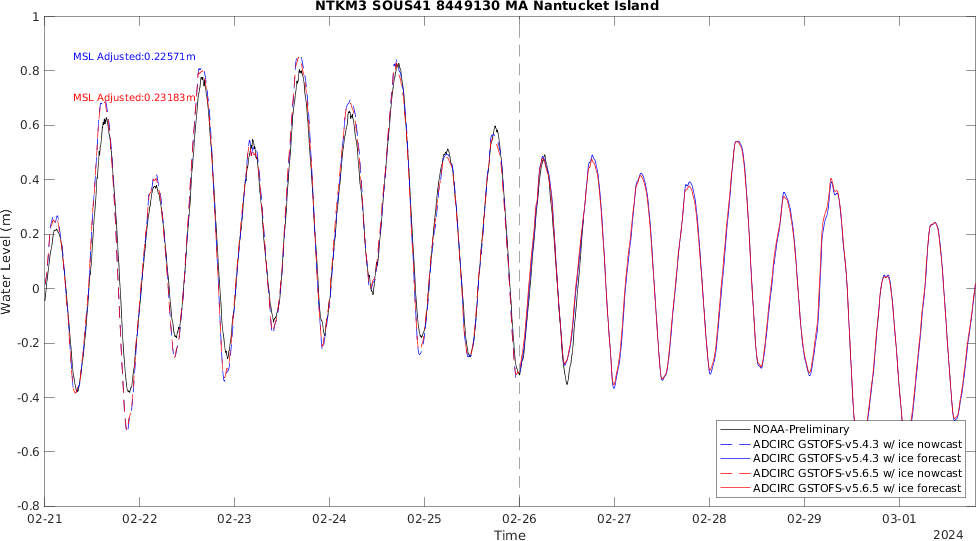 NTKM3 SOUS41 8449130 MA Nantucket Island
MSL Adjusted:0.22571m
MSL Adjusted:0.23183m
Water Level (m)
1
0.8
0.6
0.4
0.2
0
-0.2
-0.4
-0.6
-0.8
NOAA-Preliminary
ADCIRC GSTOFS-v5.4.3 w/ ice nowcast
ADCIRC GSTOFS-v5.4.3 w/ ice forecast
ADCIRC GSTOFS-v5.6.5 w/ ice nowcast
ADCIRC GSTOFS-v5.6.5 w/ ice forecast
02-21 02-22 02-23 02-24 02-25 02-26 02-27 02-28 02-29 03-01
Time
2024